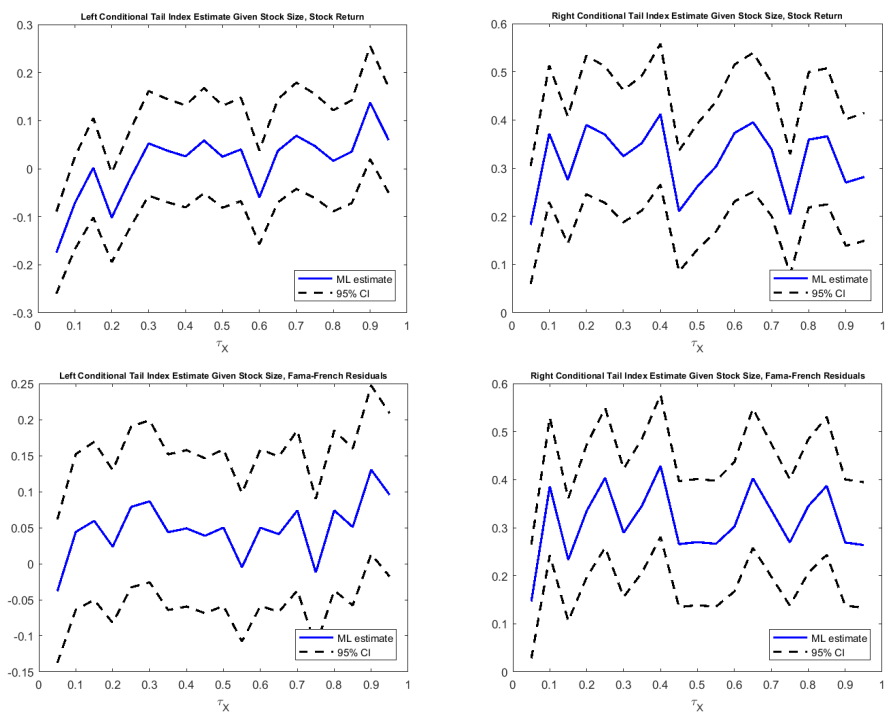 Left Conditional Tail Index Estimate Given Stock Size, Stock Return
0.3
0.2
0.1
0
-0.1
-0.2
-0.3
0 0.1 0.2 0.3 0.4 0.5 0.6 0.7 0.8 0.9 1
τX
ML estimate
95% CI
Right Conditional Tail Index Estimate Given Stock Size, Stock Return
0.6
0.5
0.4
0.3
0.2
0.1
0
0 0.1 0.2 0.3 0.4 0.5 0.6 0.7 0.8 0.9 1
τX
ML estimate
95% CI
Left Conditional Tail Index Estimate Given Stock Size, Fama-French Residuals
0.25
0.2
0.15
0.1
0.05
0
-0.05
-0.1
-0.15
0 0.1 0.2 0.3 0.4 0.5 0.6 0.7 0.8 0.9 1
τX
ML estimate
95% CI
Right Conditional Tail Index Estimate Given Stock Size, Fama-French Residuals
0.6
0.5
0.4
0.3
0.2
0.1
0
0 0.1 0.2 0.3 0.4 0.5 0.6 0.7 0.8 0.9 1
τX
ML estimate
95% CI